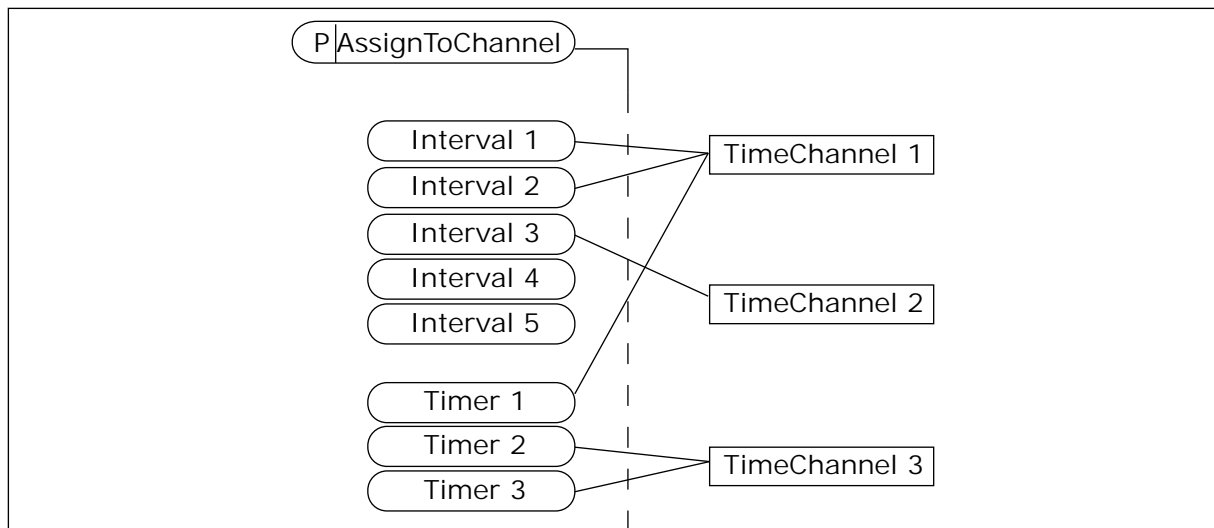 P AssignToChannel
Interval 1
Interval 2
Interval 3
Interval 4
Interval 5
Timer 1
Timer 2
Timer 3
TimeChannel 1
TimeChannel 2
TimeChannel 3